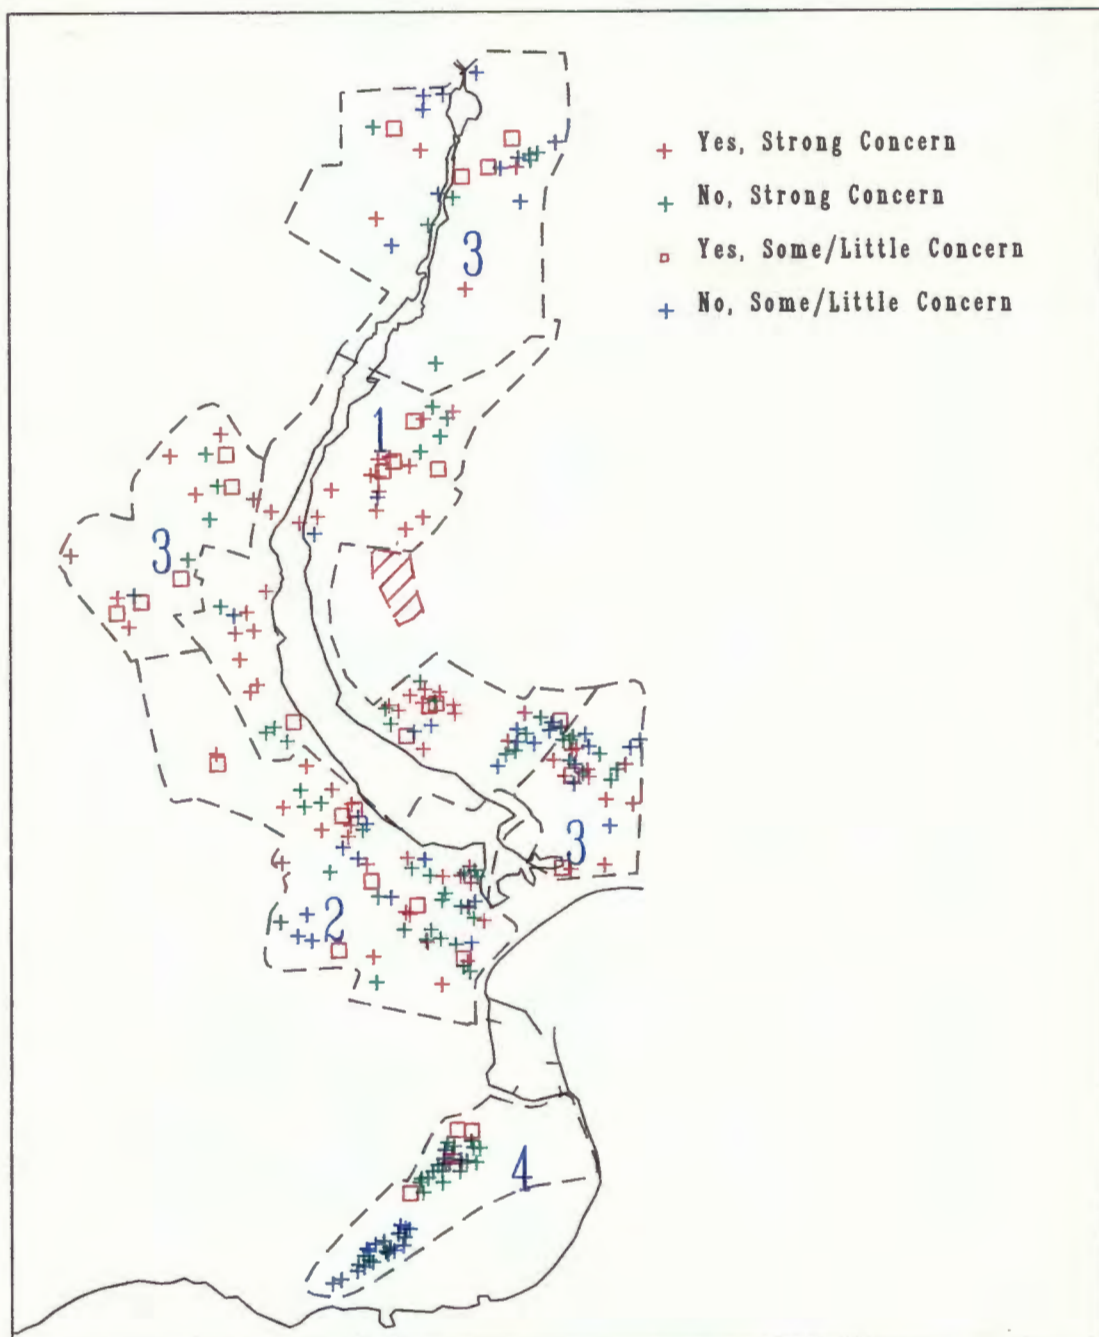 Yes, Strong Concern
No, Strong Concern
Yes, Some/Little Concern
No, Some/Little Concern
3
1
3
3
2
4